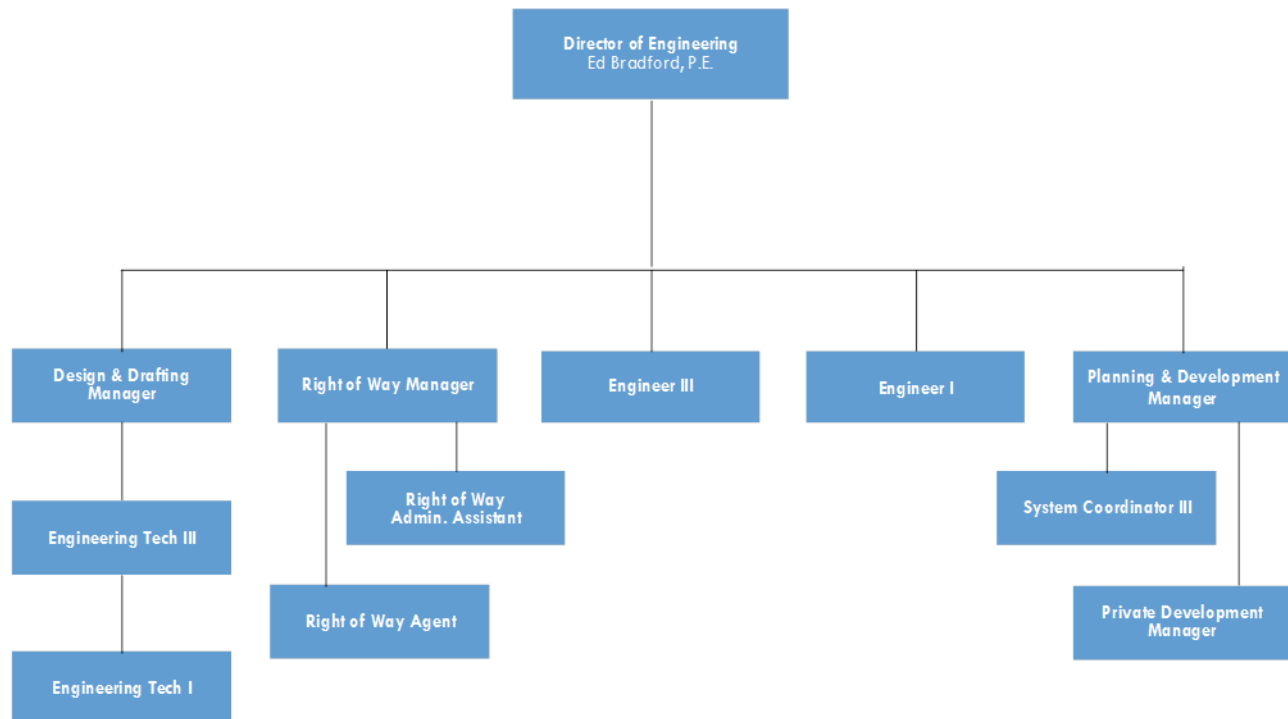 Director of Engineering
Ed Bradford, P.E.
Design & Drafting
Manager
Right of Way Manager
Engineer III
Engineer I
Planning & Development
Manager
Right of Way
Admin. Assistant
System Coordinator III
Engineering Tech III
Right of Way Agent
Private Development
Manager
Engineering Tech I